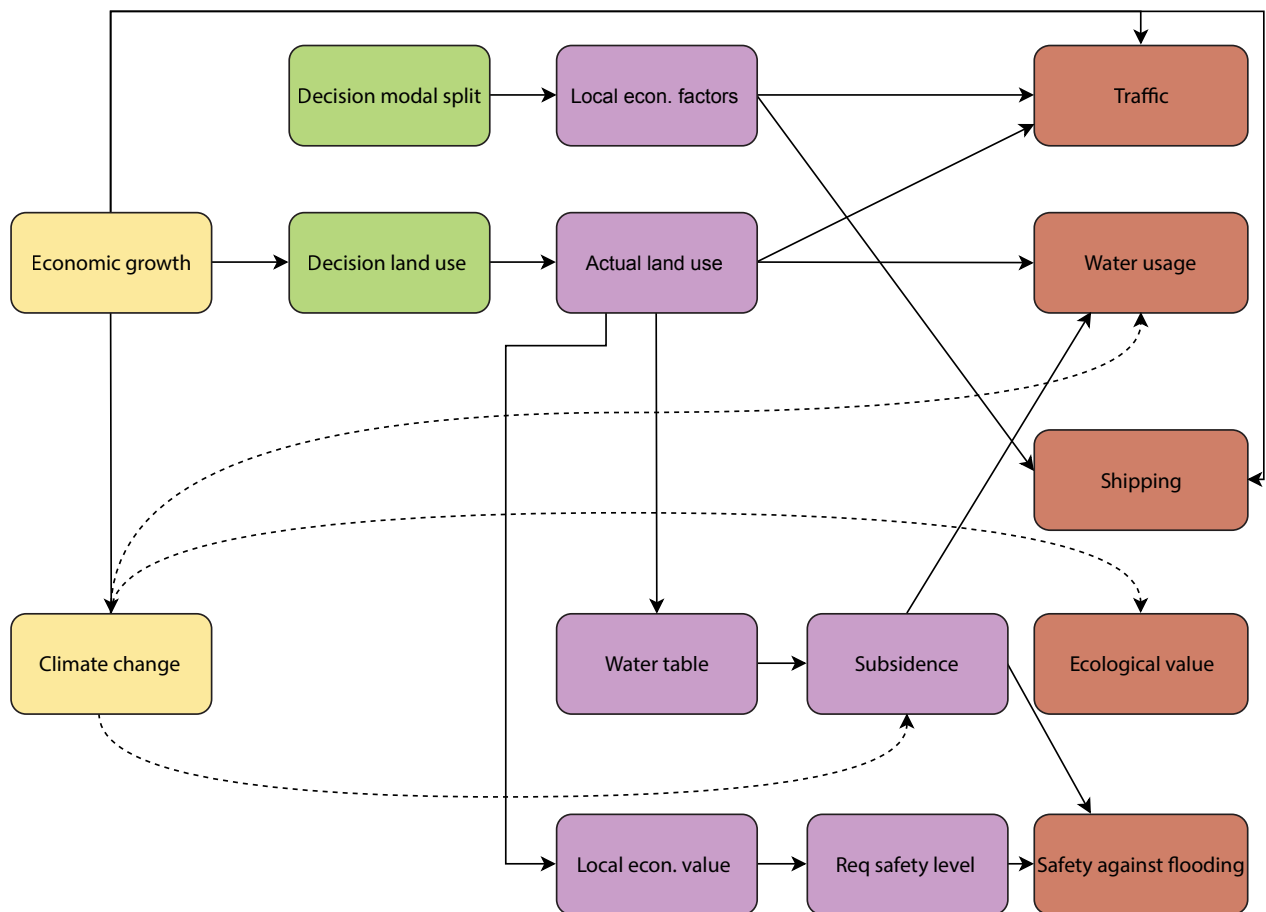 Decision modal split
Local econ. factors
Traffic
Economic growth
Decision land use
Actual land use
Water usage
Shipping
Climate change
Water table
Subsidence
Ecological value
Local econ. value
Req safety level
Safety against flooding